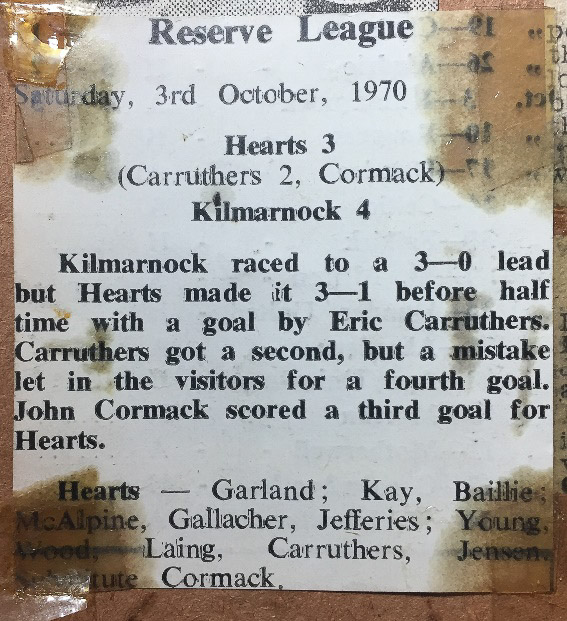 Reserve League
Saturday, 3rd October, 1970
Hearts 3
(Carruthers 2, Cormack)
Kilmarnock 4
Kilmarnock raced to a 3—0 lead
but Hearts made it 3—1 before half
time with a goal by Eric Carruthers.
Carruthers got a second, but a mistake
let in the visitors for a fourth goal.
John Cormack scored a third goal for
Hearts.
Hearts — Garland; Kay, Baillie;
McAlpine, Gallacher, Jefferies; Young,
Wood, Laing, Carruthers, Jensen.
Substitute Cormack.